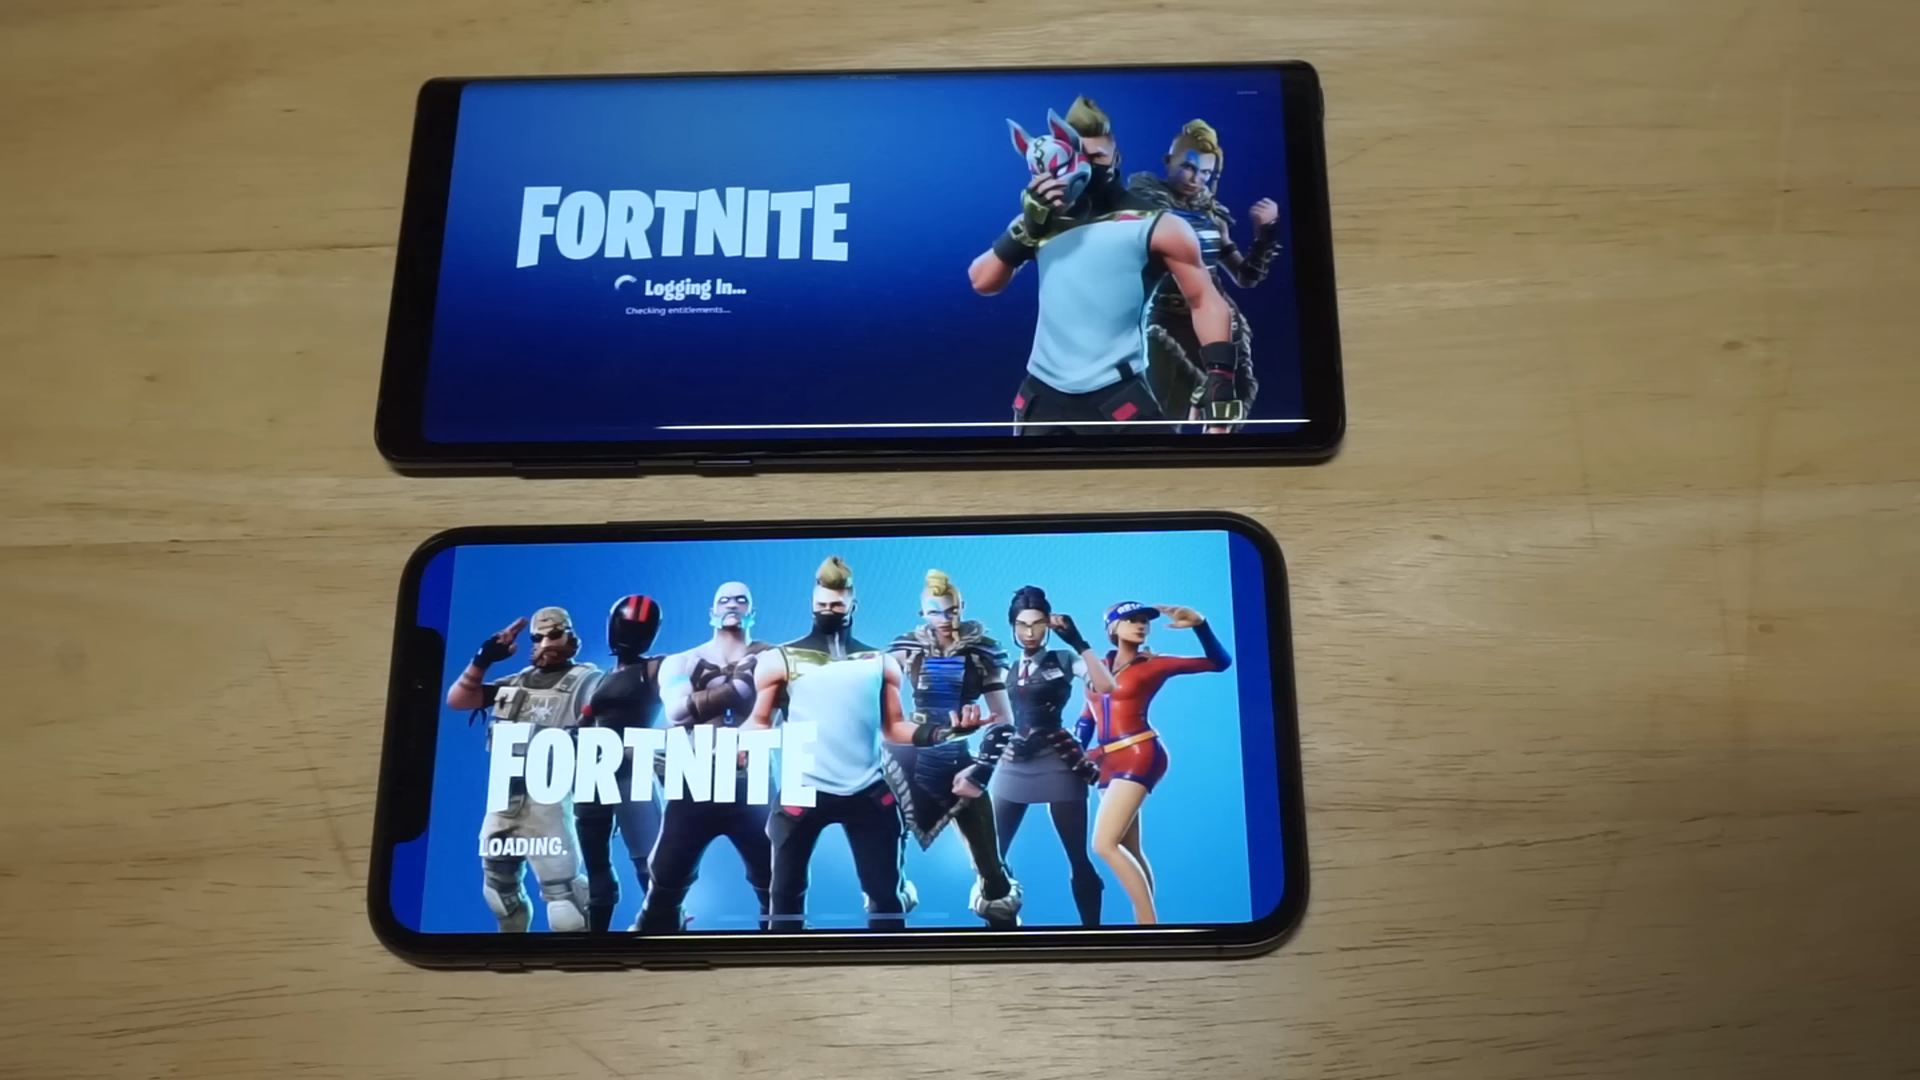 FORTNITE
Logging In...
Checking entitlements...
FORTNITE
LOADING.